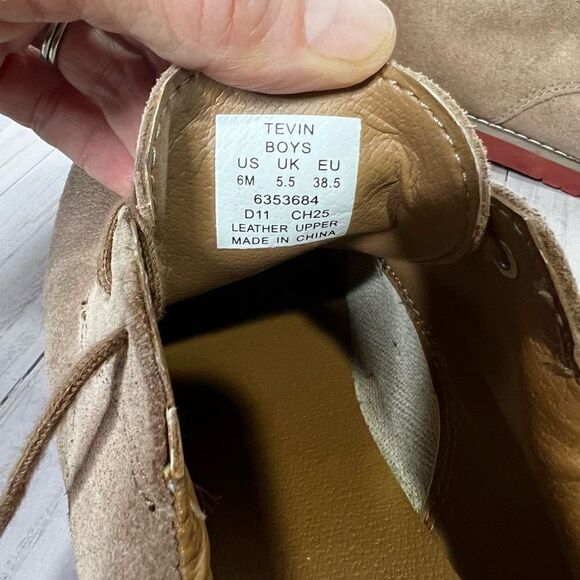 TEVIN
BOYS
US UK EU
6M 5.5 38.5
6353684
D11 CH25
LEATHER UPPER
MADE IN CHINA